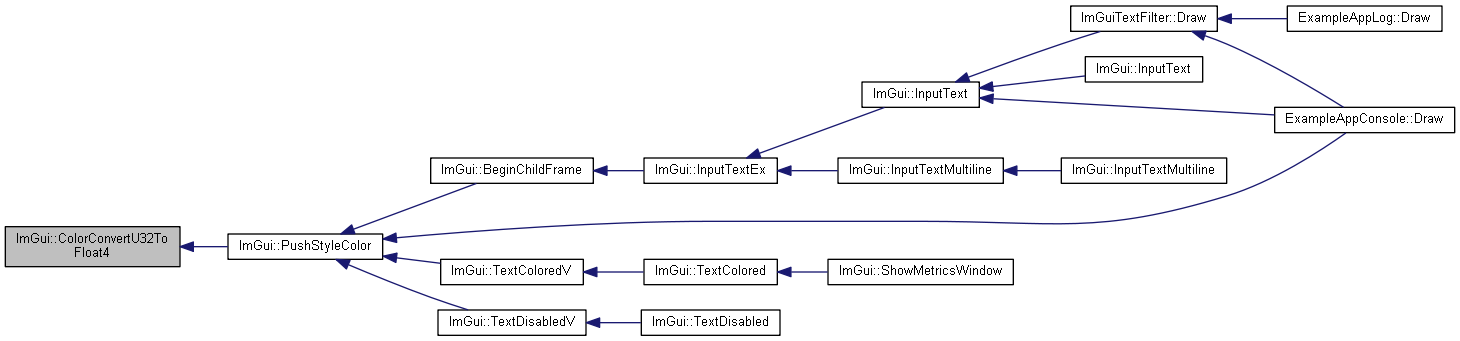 ImGuiTextFilter::Draw
ExampleAppLog::Draw
ImGui::InputText
ImGui::InputText
ExampleAppConsole::Draw
ImGui::BeginChildFrame
ImGui::InputTextEx
ImGui::InputTextMultiline
ImGui::InputTextMultiline
ImGui::ColorConvertU32To
Float4
ImGui::PushStyleColor
ImGui::TextColoredV
ImGui::TextColored
ImGui::ShowMetricsWindow
ImGui::TextDisabledV
ImGui::TextDisabled